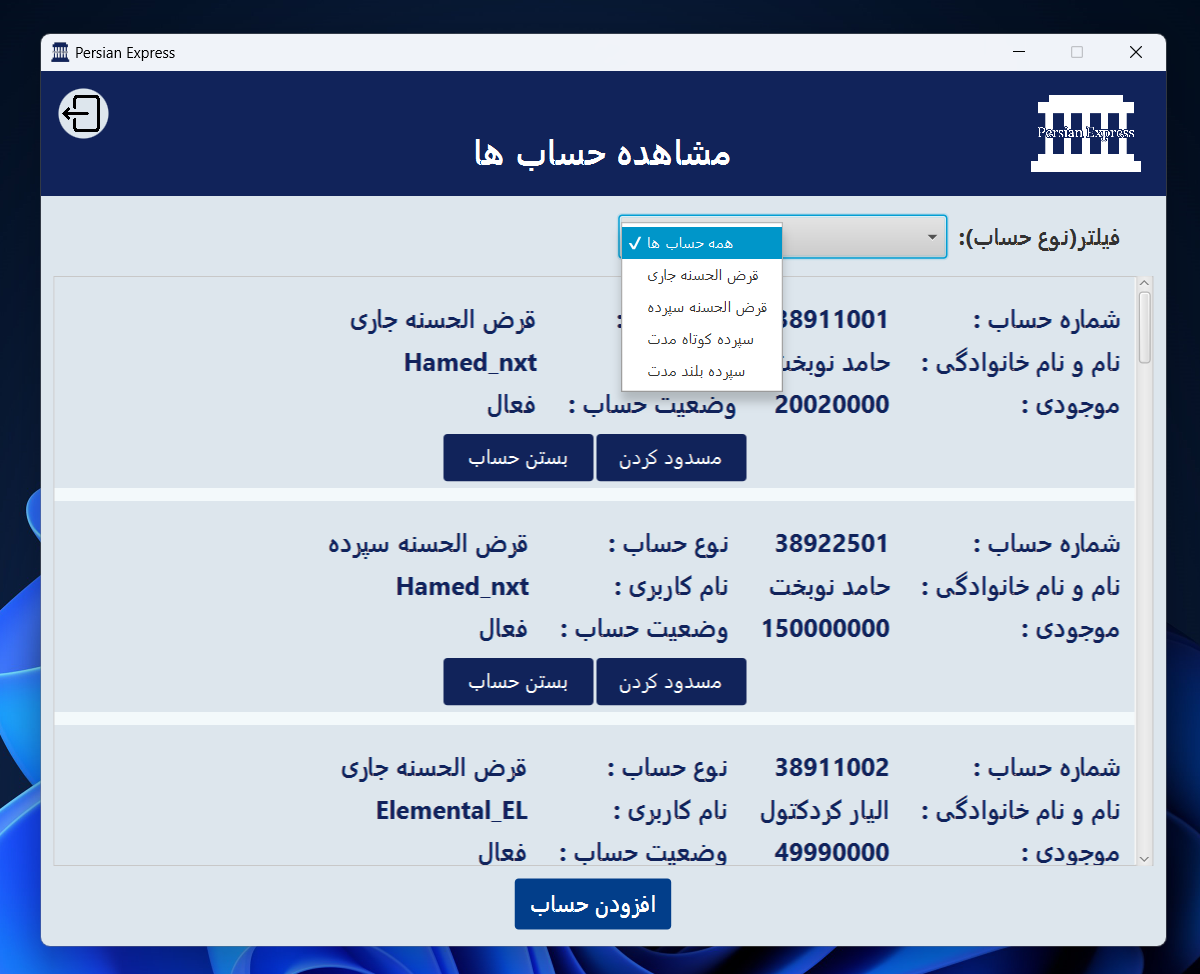 Persian Express
Persian Express
مشاهده حساب ها
فیلتر(نوع حساب):
همه حساب ها
قرض الحسنه جاری
قرض الحسنه سپرده
سپرده کوتاه مدت
سپرده بلند مدت
شماره حساب : 38911001 : قرض الحسنه جاری
نام و نام خانوادگی : حامد نوبخت Hamed_nxt
موجودی : 20020000 وضعیت حساب : فعال
مسدود کردن بستن حساب
شماره حساب : 38922501 نوع حساب : قرض الحسنه سپرده
نام و نام خانوادگی : حامد نوبخت نام کاربری : Hamed_nxt
موجودی : 150000000 وضعیت حساب : فعال
مسدود کردن بستن حساب
شماره حساب : 38911002 نوع حساب : قرض الحسنه جاری
نام و نام خانوادگی : الیار کردکتول نام کاربری : Elemental_EL
موجودی : 49990000 وضعیت حساب : فعال
افزودن حساب